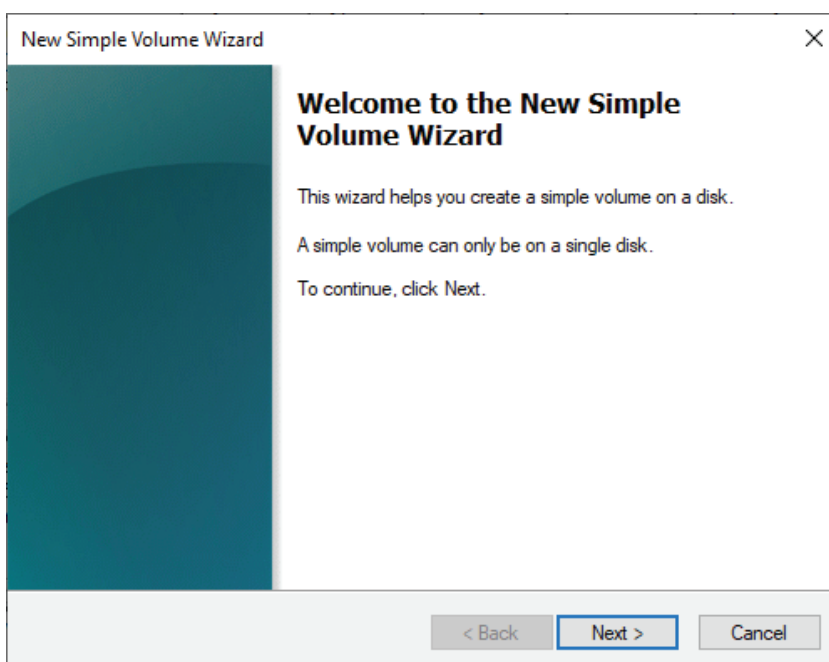 New Simple Volume Wizard
Welcome to the New Simple
Volume Wizard
This wizard helps you create a simple volume on a disk.
A simple volume can only be on a single disk.
To continue, click Next.
< Back
Next >
Cancel